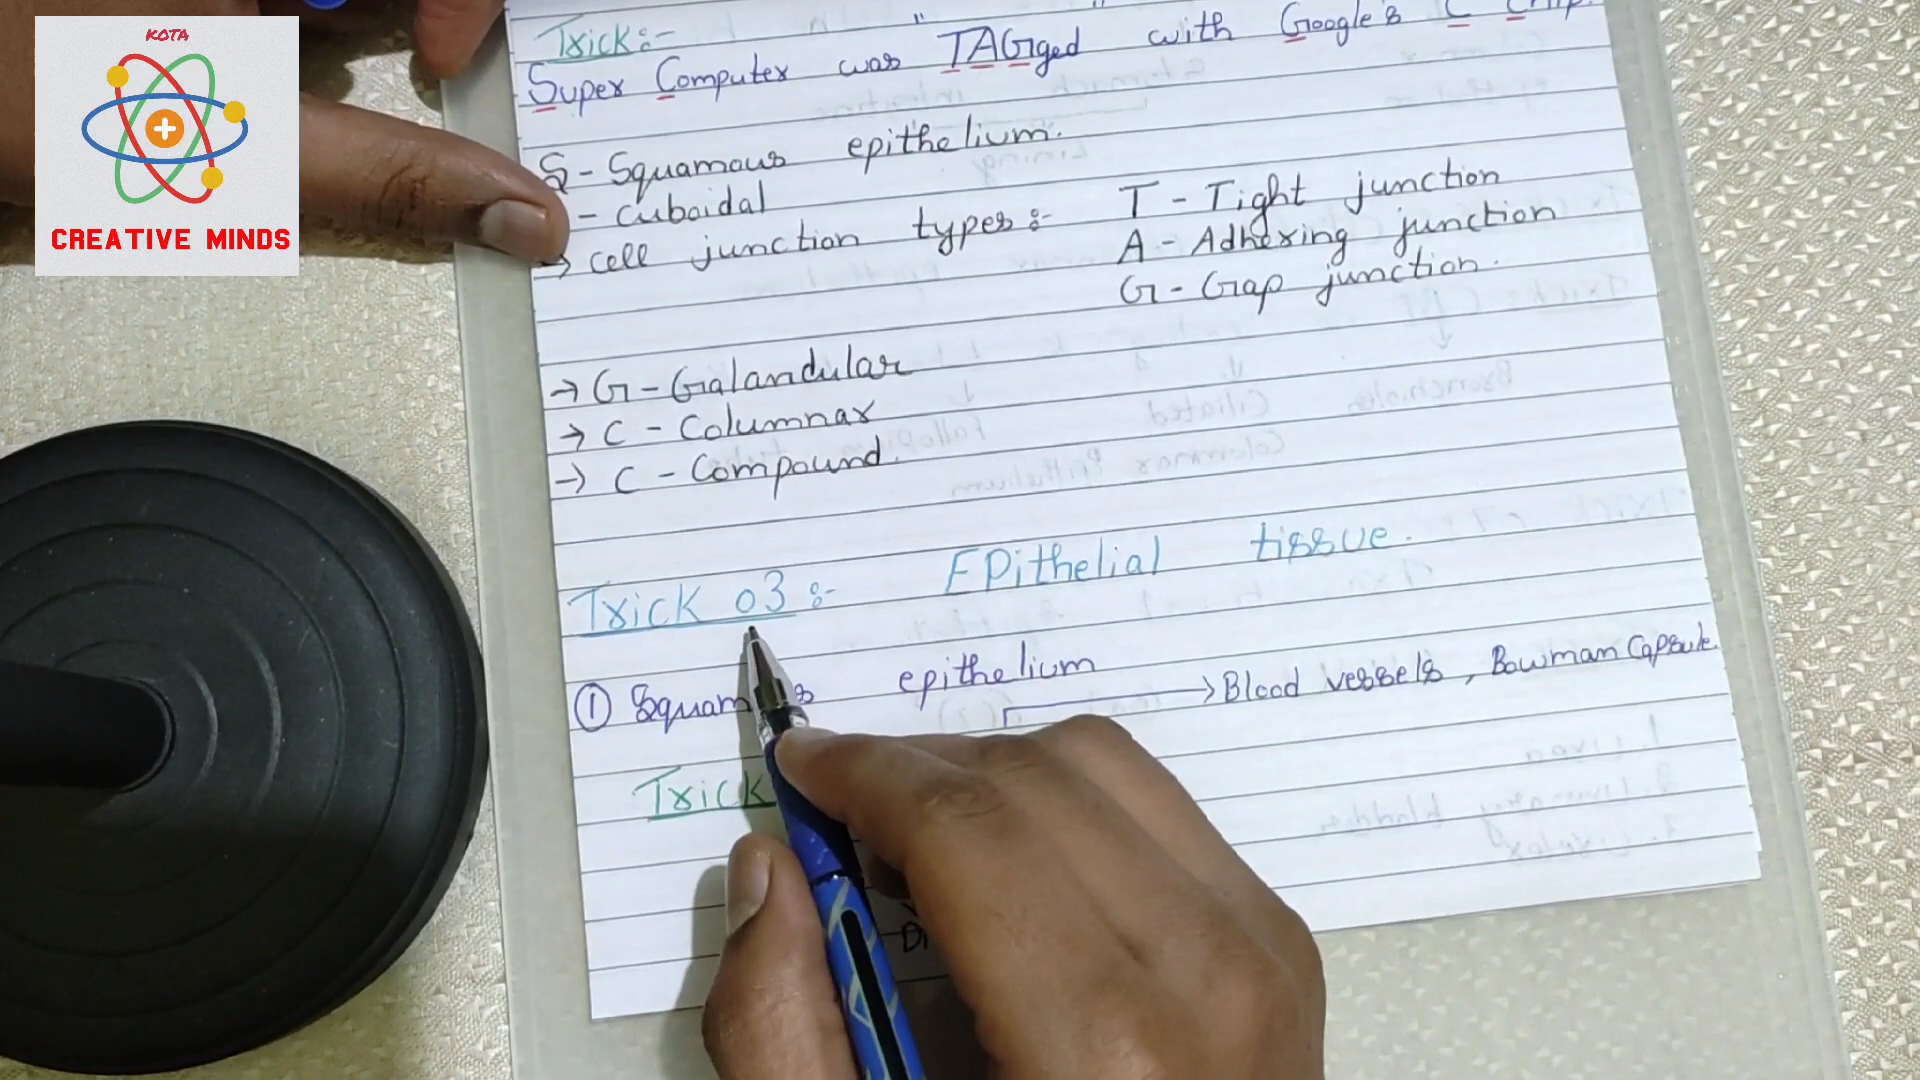 KOTA
CREATIVE MINDS
Trick:-
Super Computer was "TAGged" with Google's C Chip.
S - Squamous epithelium.
- Cuboidal
→ Cell junction types:-
T - Tight junction
A - Adhering junction
G - Gap junction.
→ G - Galandular
→ C - Columnar
→ C - Compound.
Trick 03:- EPithelial tissue.
① Squam s epithelium
→ Blood vessels, Bowman Capsule.
Trick